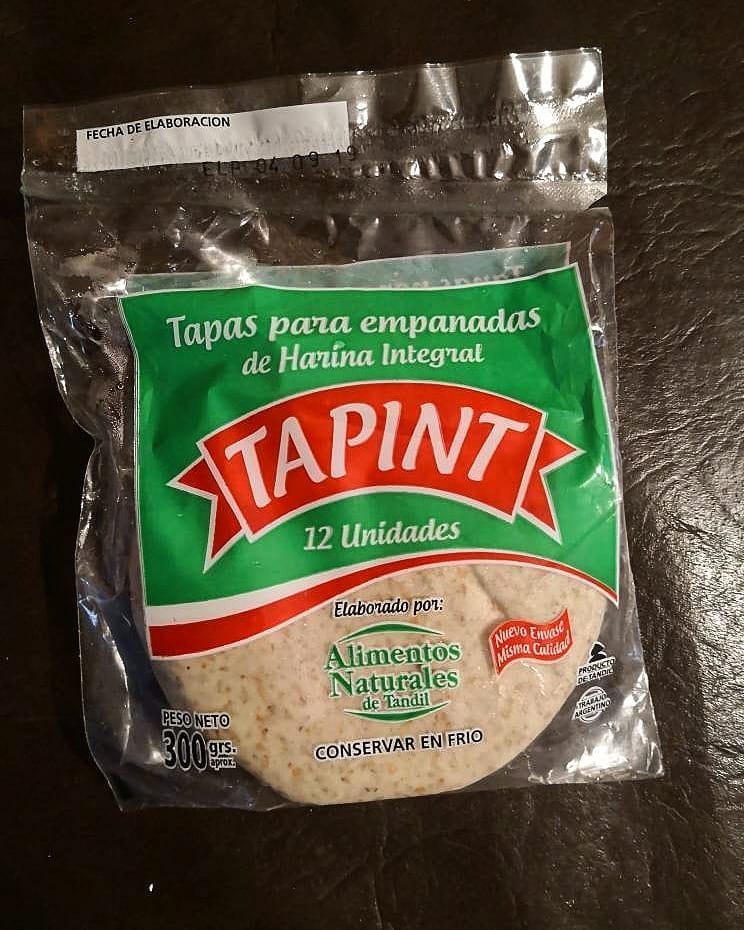 FECHA DE ELABORACION
ELB 04 09 19
Tapas para empanadas
de Harina Integral
TAPINT
12 Unidades
Elaborado por:
Alimentos
Naturales
de Tandil
Nuevo Envase
Misma Calidad
PRODUCTO
DE TANDIL
TRABAJO
ARGENTINO
PESO NETO
300 grs.
aprox.
CONSERVAR EN FRIO